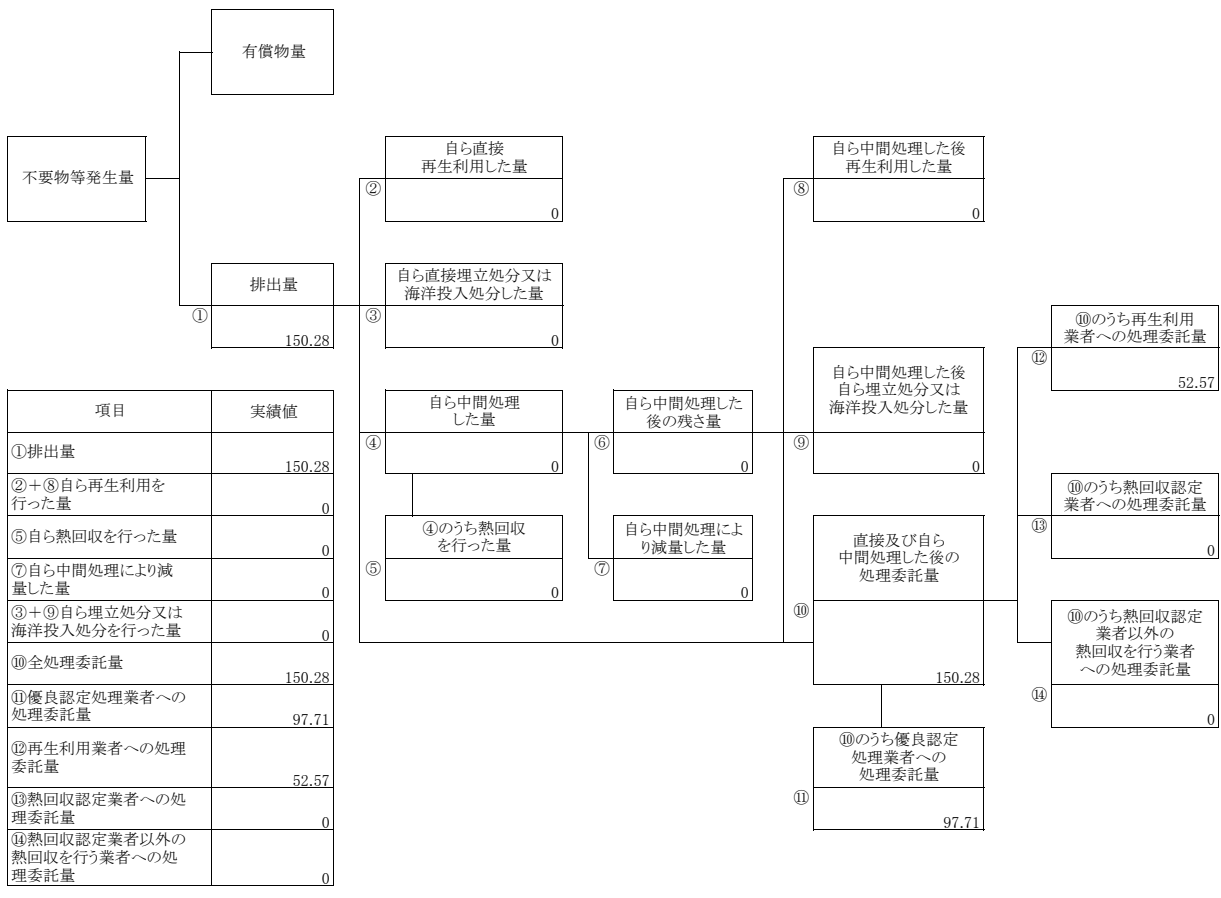 有償物量
不要物等発生量
排出量
①
150.28
自ら直接
再生利用した量
②
0
自ら直接埋立処分又は
海洋投入処分した量
③
0
自ら中間処理
した量
④
0
④のうち熱回収
を行った量
⑤
0
自ら中間処理した
後の残さ量
⑥
0
自ら中間処理によ
り減量した量
⑦
0
自ら中間処理した後
再生利用した量
⑧
0
自ら中間処理した後
自ら埋立処分又は
海洋投入処分した量
⑨
0
直接及び自ら
中間処理した後の
処理委託量
⑩
150.28
⑩のうち優良認定
処理業者への
処理委託量
⑪
97.71
⑩のうち再生利用
業者への処理委託量
⑫
52.57
⑩のうち熱回収認定
業者への処理委託量
⑬
0
⑩のうち熱回収認定
業者以外の
熱回収を行う業者
への処理委託量
⑭
0
項目 実績値
①排出量
150.28
②＋⑧自ら再生利用を
行った量
0
⑤自ら熱回収を行った量
0
⑦自ら中間処理により減
量した量
0
③＋⑨自ら埋立処分又は
海洋投入処分を行った量
0
⑩全処理委託量
150.28
⑪優良認定処理業者への
処理委託量
97.71
⑫再生利用業者への処理
委託量
52.57
⑬熱回収認定業者への処
理委託量
0
⑭熱回収認定業者以外の
熱回収を行う業者への処
理委託量
0